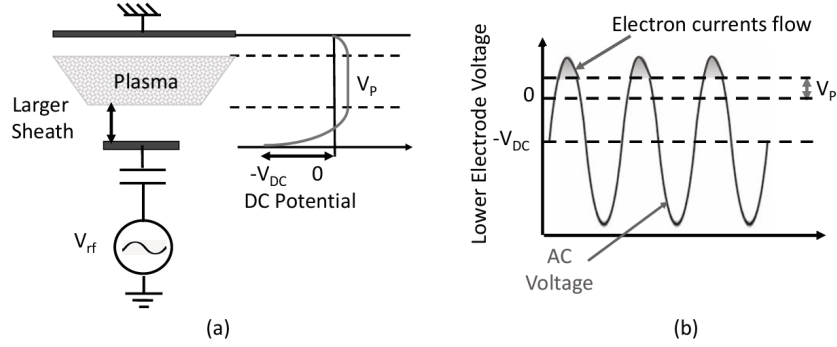 Plasma
Larger
Sheath
V_P
-V_DC 0
DC Potential
V_rf
(a)
Electron currents flow
Lower Electrode Voltage
0
V_P
-V_DC
AC
Voltage
(b)